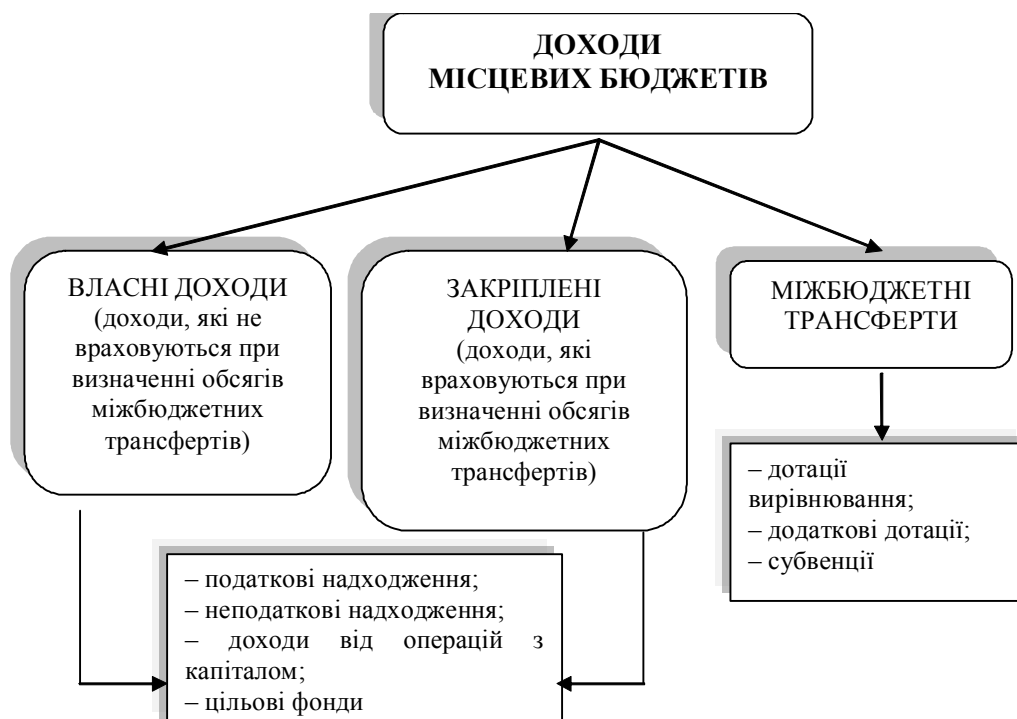 ДОХОДИ
МІСЦЕВИХ БЮДЖЕТІВ
ВЛАСНІ ДОХОДИ
(доходи, які не
враховуються при
визначенні обсягів
міжбюджетних
трансфертів)
ЗАКРІПЛЕНІ
ДОХОДИ
(доходи, які
враховуються при
визначенні обсягів
міжбюджетних
трансфертів)
МІЖБЮДЖЕТНІ
ТРАНСФЕРТИ
– дотації
вирівнювання;
– додаткові дотації;
– субвенції
– податкові надходження;
– неподаткові надходження;
– доходи від операцій з
капіталом;
– цільові фонди